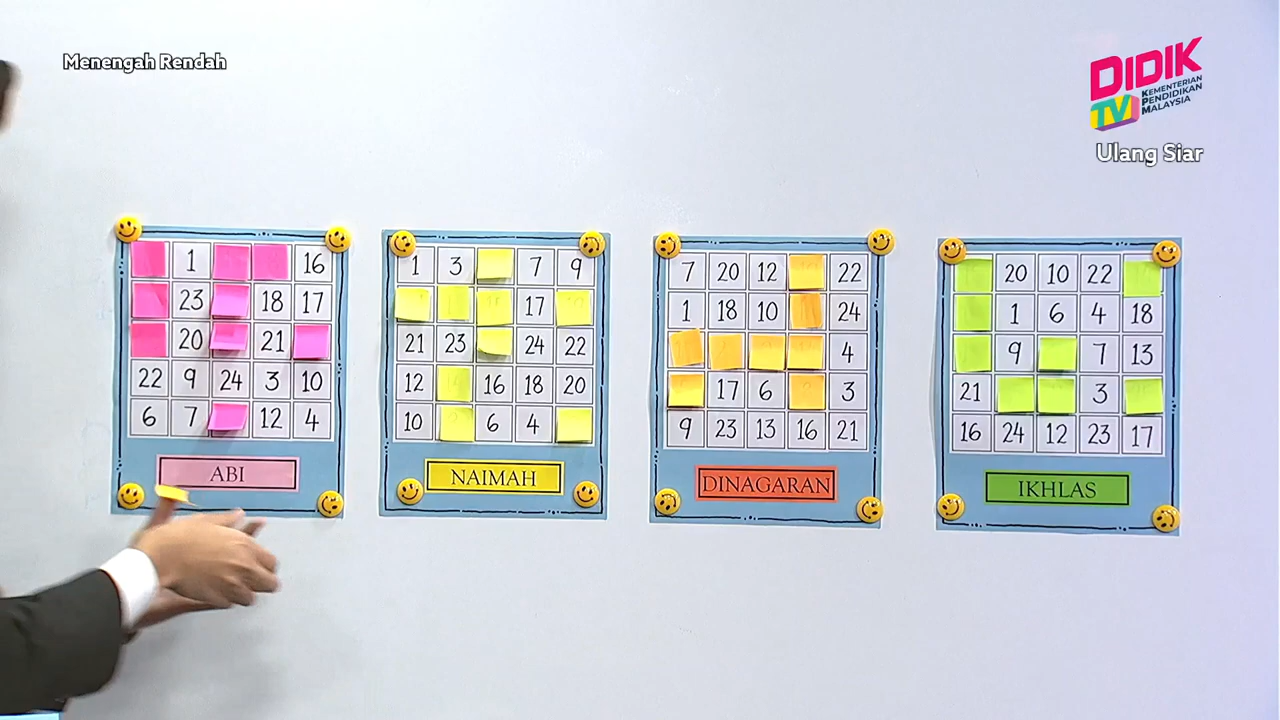 Menengah Rendah
DIDIK
TV
KEMENTERIAN
PENDIDIKAN
MALAYSIA
Ulang Siar
1 16
23 18 17
20 21
22 9 24 3 10
6 7 12 4
ABI
1 3 7 9
17
21 23 24 22
12 16 18 20
10 6 4
NAIMAH
7 20 12 22
1 18 10 24
4
17 6 3
9 23 13 16 21
DINAGARAN
20 10 22
1 6 4 18
9 7 13
21 3
16 24 12 23 17
IKHLAS